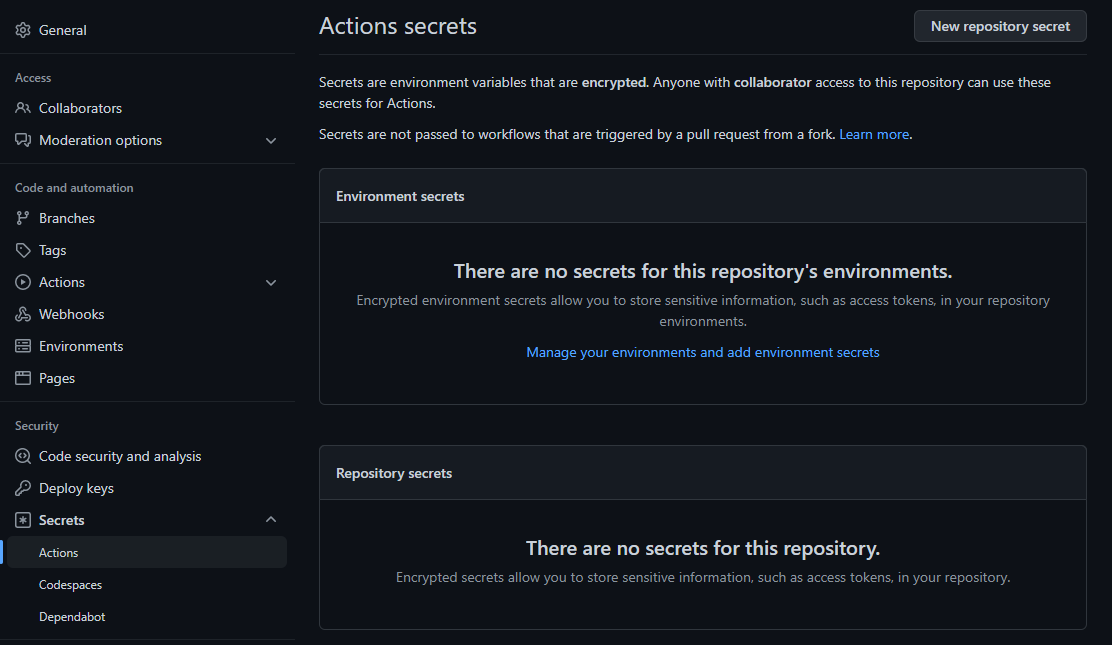 General
Access
Collaborators
Moderation options
Code and automation
Branches
Tags
Actions
Webhooks
Environments
Pages
Security
Code security and analysis
Deploy keys
Secrets
Actions
Codespaces
Dependabot
Actions secrets
New repository secret
Secrets are environment variables that are encrypted. Anyone with collaborator access to this repository can use these
secrets for Actions.
Secrets are not passed to workflows that are triggered by a pull request from a fork. Learn more.
Environment secrets
There are no secrets for this repository's environments.
Encrypted environment secrets allow you to store sensitive information, such as access tokens, in your repository
environments.
Manage your environments and add environment secrets
Repository secrets
There are no secrets for this repository.
Encrypted secrets allow you to store sensitive information, such as access tokens, in your repository.